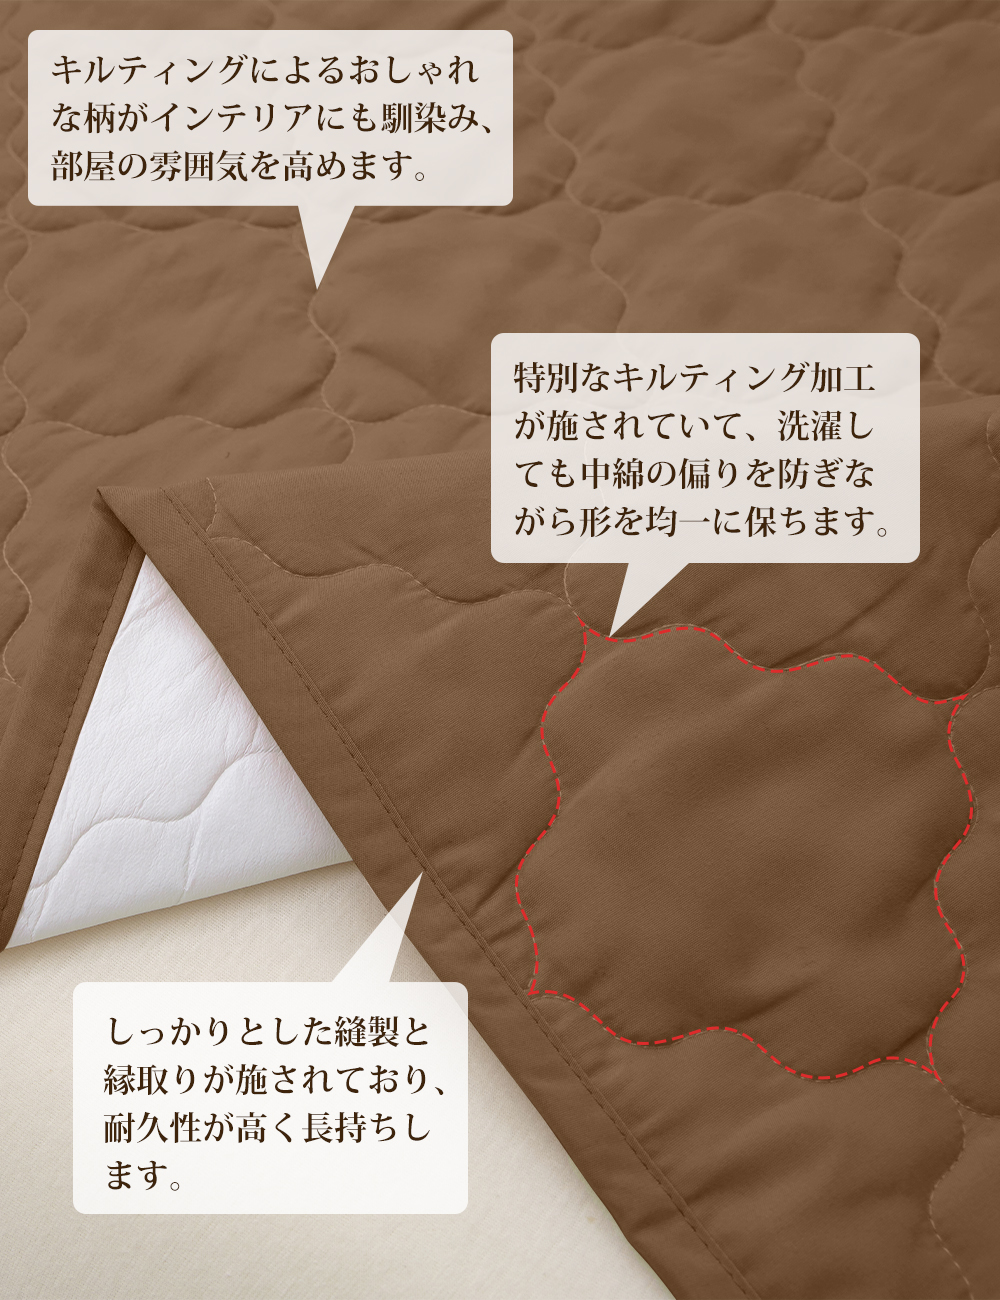 キルティングによるおしゃれ
な柄がインテリアにも馴染み、
部屋の雰囲気を高めます。
特別なキルティング加工
が施されていて、洗濯し
ても中綿の偏りを防ぎな
がら形を均一に保ちます。
しっかりとした縫製と
縁取りが施されており、
耐久性が高く長持ちし
ます。